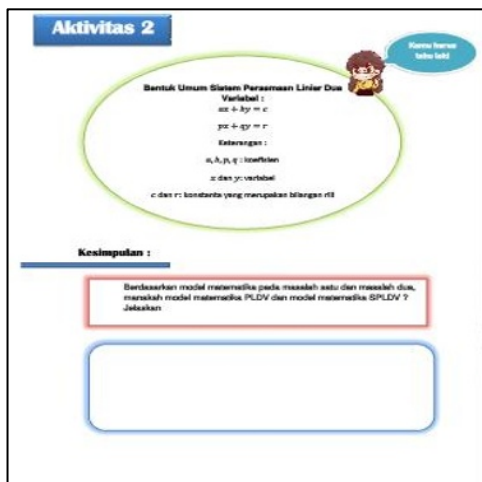 Aktivitas 2
Kamu harus
tahu lah!
Bentuk Umum Sistem Persamaan Linier Dua
Variabel :
ax + by = c
px + qy = r
Keterangan :
a, b, p, q : koefisien
x dan y: variabel
c dan r: konstanta yang merupakan bilangan riil
Kesimpulan :
Berdasarkan model matematika pada masalah satu dan masalah dua,
manakah model matematika PLDV dan model matematika SPLDV ?
Jelaskan